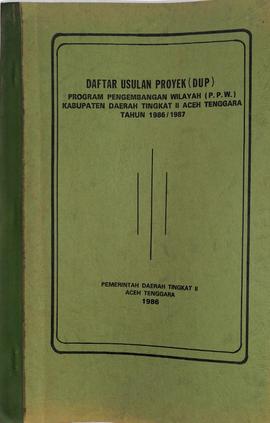 DAFTAR USULAN PROYEK (DUP)
PROGRAM PENGEMBANGAN WILAYAH (P.P.W.)
KABUPATEN DAERAH TINGKAT II ACEH TENGGARA
TAHUN 1986/1987
PEMERINTAH DAERAH TINGKAT II
ACEH TENGGARA
1986